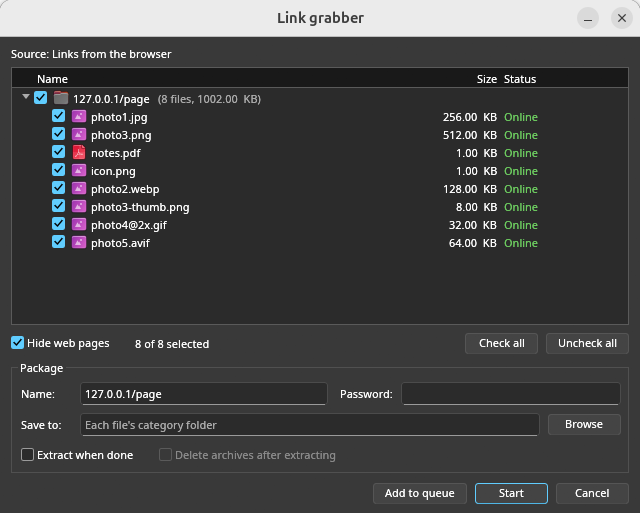 Link grabber
Source: Links from the browser
Name Size Status
127.0.0.1/page (8 files, 1002.00 KB)
photo1.jpg 256.00 KB Online
photo3.png 512.00 KB Online
notes.pdf 1.00 KB Online
icon.png 1.00 KB Online
photo2.webp 128.00 KB Online
photo3-thumb.png 8.00 KB Online
photo4@2x.gif 32.00 KB Online
photo5.avif 64.00 KB Online
Hide web pages 8 of 8 selected Check all Uncheck all
Package
Name: 127.0.0.1/page Password:
Save to: Each file's category folder Browse
Extract when done Delete archives after extracting
Add to queue Start Cancel